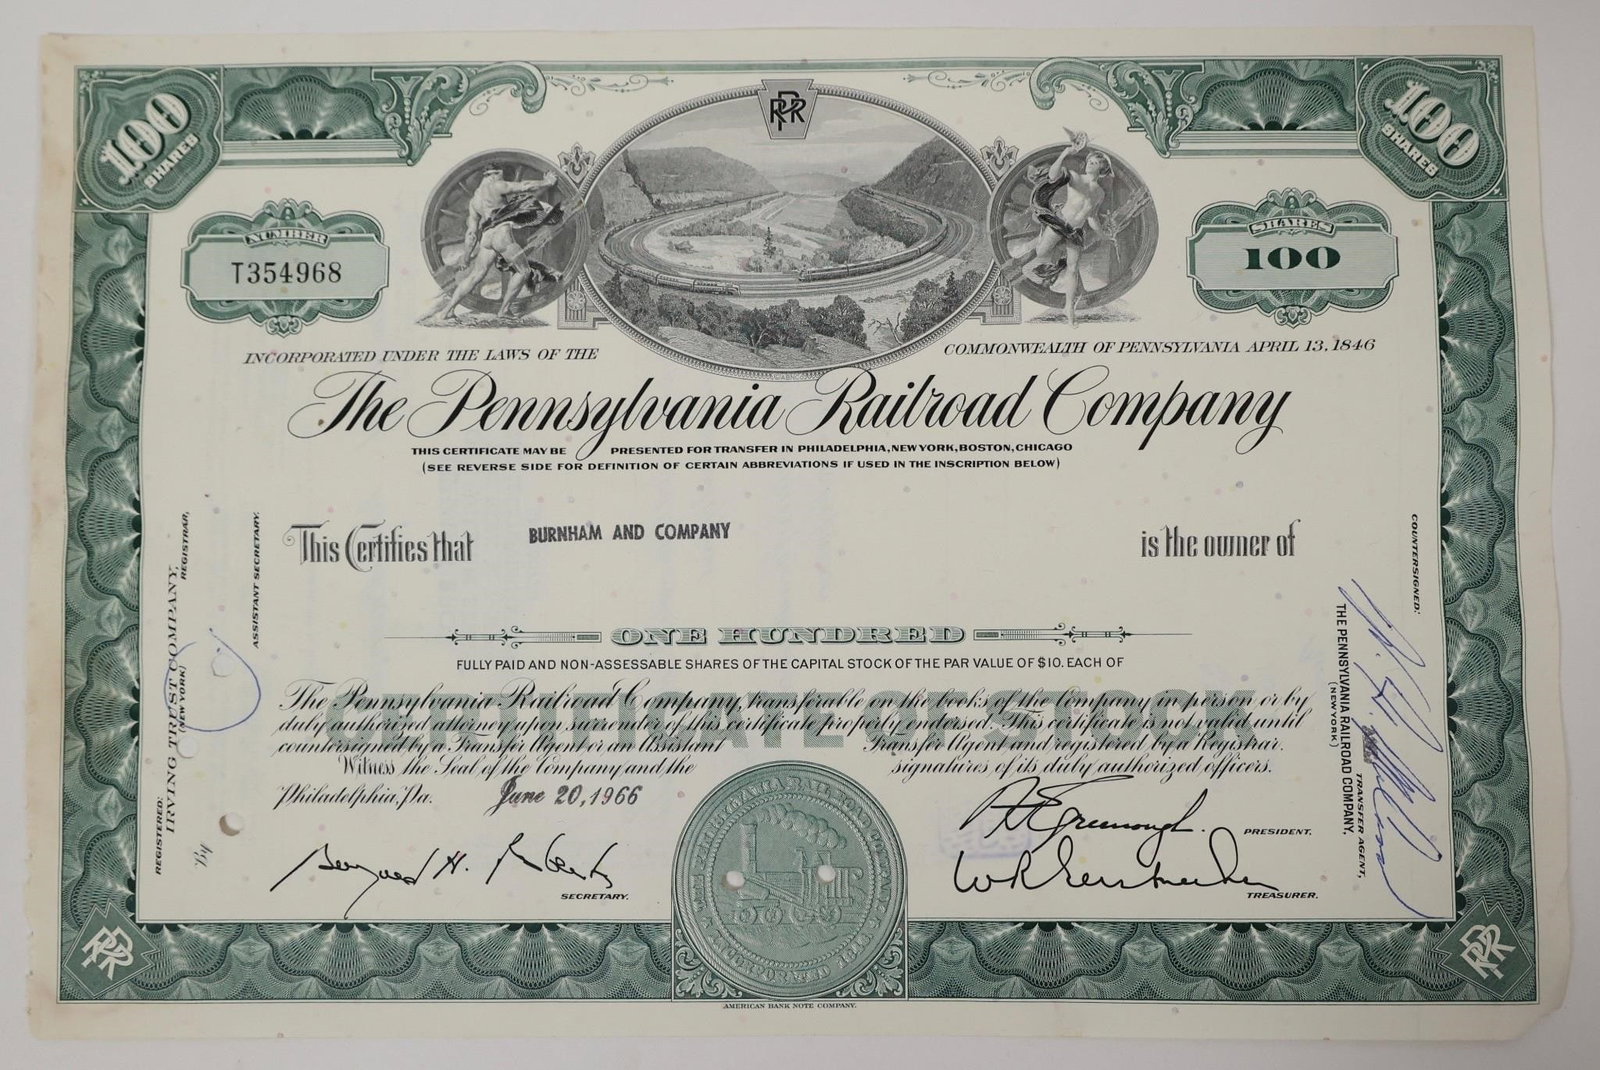 100 SHARES
100 SHARES
PRR
NUMBER
T354968
SHARES
100
INCORPORATED UNDER THE LAWS OF THE
COMMONWEALTH OF PENNSYLVANIA APRIL 13, 1846
The Pennsylvania Railroad Company
THIS CERTIFICATE MAY BE PRESENTED FOR TRANSFER IN PHILADELPHIA, NEW YORK, BOSTON, CHICAGO
(SEE REVERSE SIDE FOR DEFINITION OF CERTAIN ABBREVIATIONS IF USED IN THE INSCRIPTION BELOW)
This Certifies that BURNHAM AND COMPANY is the owner of
ONE HUNDRED
FULLY PAID AND NON-ASSESSABLE SHARES OF THE CAPITAL STOCK OF THE PAR VALUE OF $10. EACH OF
The Pennsylvania Railroad Company, transferable on the books of the Company in person or by
duly authorized attorney upon surrender of this certificate properly endorsed. This certificate is not valid until
countersigned by a Transfer Agent or an Assistant Transfer Agent and registered by a Registrar.
Witness the Seal of the Company and the signatures of its duly authorized officers.
Philadelphia, Pa. June 20, 1966
PRESIDENT.
SECRETARY.
TREASURER.
REGISTERED:
IRVING TRUST COMPANY,
(NEW YORK)
REGISTRAR,
ASSISTANT SECRETARY.
COUNTERSIGNED:
THE PENNSYLVANIA RAILROAD COMPANY,
(NEW YORK)
TRANSFER AGENT,
PRR
PRR
AMERICAN BANK NOTE COMPANY.